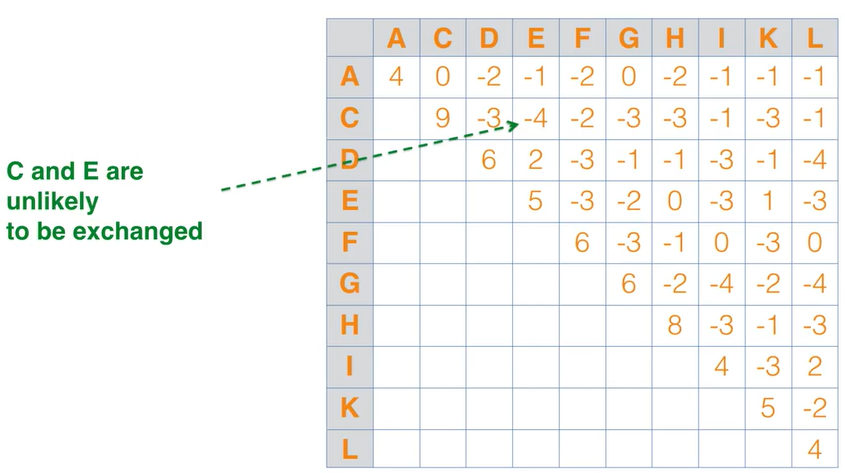 A C D E F G H I K L
A 4 0 -2 -1 -2 0 -2 -1 -1 -1
C 9 -3 -4 -2 -3 -3 -1 -3 -1
D 6 2 -3 -1 -1 -3 -1 -4
E 5 -3 -2 0 -3 1 -3
F 6 -3 -1 0 -3 0
G 6 -2 -4 -2 -4
H 8 -3 -1 -3
I 4 -3 2
K 5 -2
L 4
C and E are
unlikely
to be exchanged